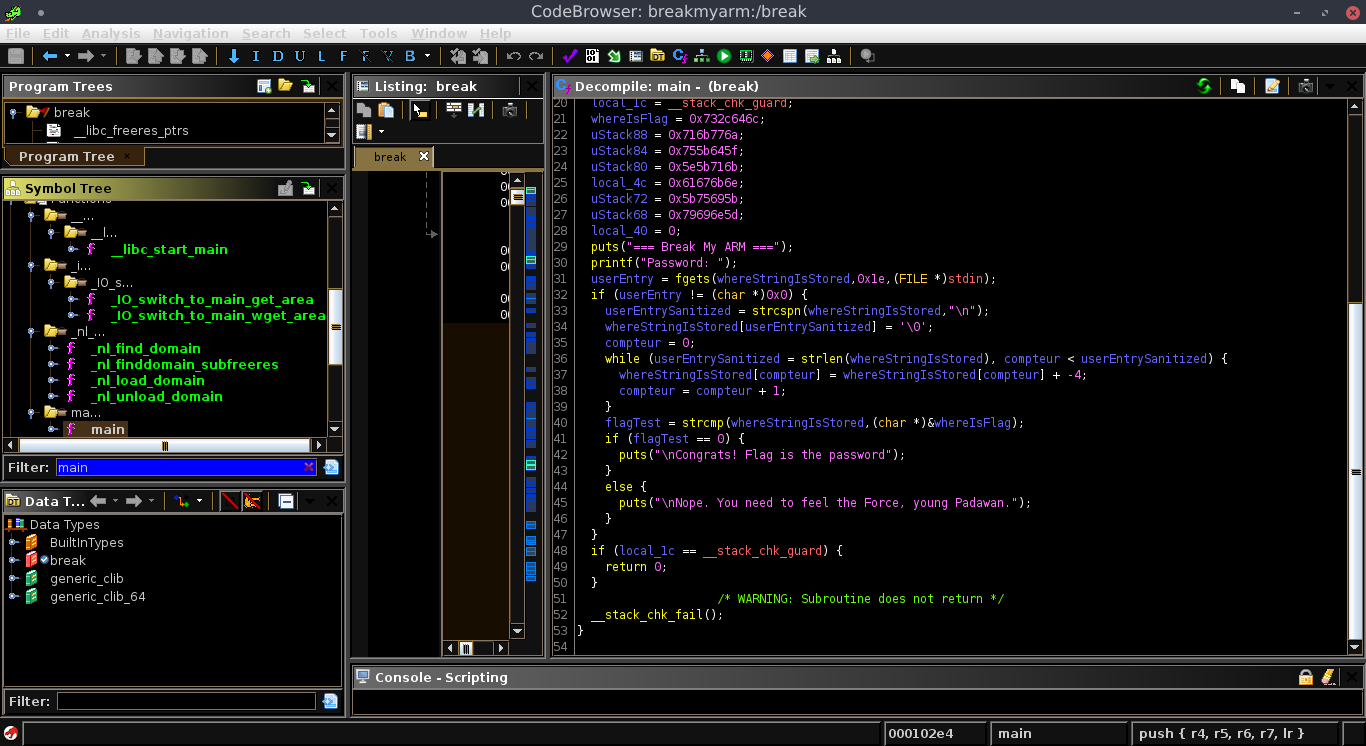 CodeBrowser: breakmyarm:/break
File Edit Analysis Navigation Search Select Tools Window Help
I D U L F F V B
Program Trees
break
__libc_freeres_ptrs
Program Tree ×
Symbol Tree
Functions
__...
__l...
__libc_start_main
_i...
_IO_s...
_IO_switch_to_main_get_area
_IO_switch_to_main_wget_area
_nl_...
_nl_find_domain
_nl_finddomain_subfreeres
_nl_load_domain
_nl_unload_domain
ma...
main
Filter: main
Data T...
Data Types
BuiltInTypes
break
generic_clib
generic_clib_64
Filter:
Listing: break
break
Decompile: main - (break)
20 local_1c = __stack_chk_guard;
21 whereIsFlag = 0x732c646c;
22 uStack88 = 0x716b776a;
23 uStack84 = 0x755b645f;
24 uStack80 = 0x5e5b716b;
25 local_4c = 0x61676b6e;
26 uStack72 = 0x5b75695b;
27 uStack68 = 0x79696e5d;
28 local_40 = 0;
29 puts("=== Break My ARM ===");
30 printf("Password: ");
31 userEntry = fgets(whereStringIsStored,0x1e,(FILE *)stdin);
32 if (userEntry != (char *)0x0) {
33 userEntrySanitized = strcspn(whereStringIsStored,"\n");
34 whereStringIsStored[userEntrySanitized] = '\0';
35 compteur = 0;
36 while (userEntrySanitized = strlen(whereStringIsStored), compteur < userEntrySanitized) {
37 whereStringIsStored[compteur] = whereStringIsStored[compteur] + -4;
38 compteur = compteur + 1;
39 }
40 flagTest = strcmp(whereStringIsStored,(char *)&whereIsFlag);
41 if (flagTest == 0) {
42 puts("\nCongrats! Flag is the password");
43 }
44 else {
45 puts("\nNope. You need to feel the Force, young Padawan.");
46 }
47 }
48 if (local_1c == __stack_chk_guard) {
49 return 0;
50 }
51 /* WARNING: Subroutine does not return */
52 __stack_chk_fail();
53 }
54
Console - Scripting
000102e4
main
push { r4, r5, r6, r7, lr }